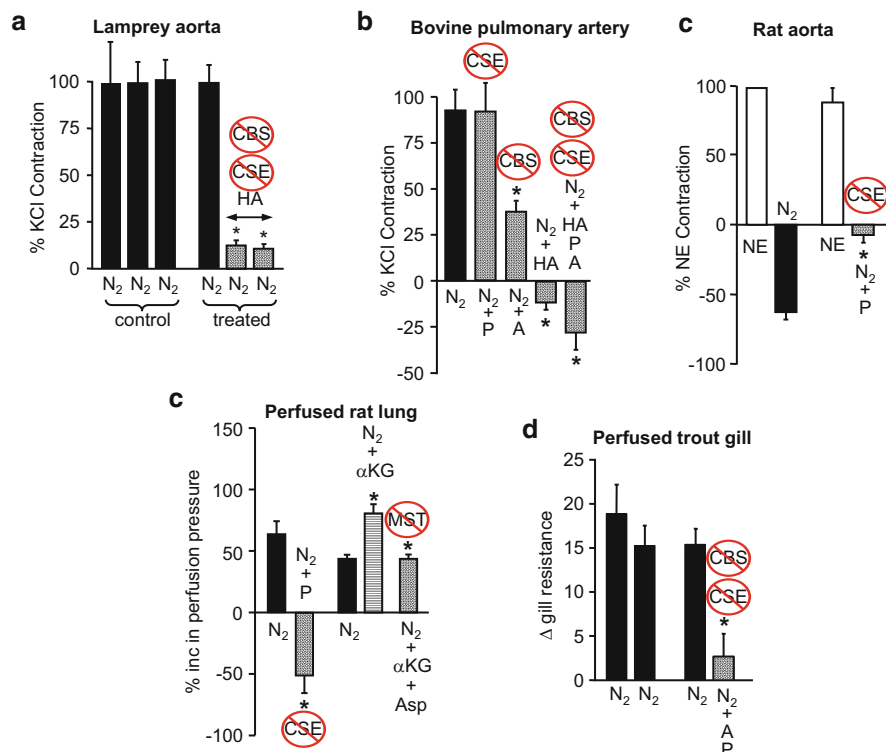 a
Lamprey aorta
% KCl Contraction
100
75
50
25
0
CBS
CSE
HA
*
*
N2 N2 N2
N2 N2 N2
control
treated
b
Bovine pulmonary artery
% KCl Contraction
100
75
50
25
0
-25
-50
CSE
CBS
CBS
CSE
N2
N2
+
P
*
N2
+
A
N2
+
HA
*
N2
+
HA
P
A
*
c
Rat aorta
% NE Contraction
100
0
-50
-100
NE
N2
NE
CSE
*
N2
+
P
c
Perfused rat lung
% inc in perfusion pressure
150
100
50
0
-50
-100
N2
N2
+
P
*
CSE
N2
N2
+
αKG
*
MST
*
N2
+
αKG
+
Asp
d
Perfused trout gill
Δ gill resistance
25
20
15
10
5
0
CBS
CSE
*
N2 N2
N2
N2
+
A
P